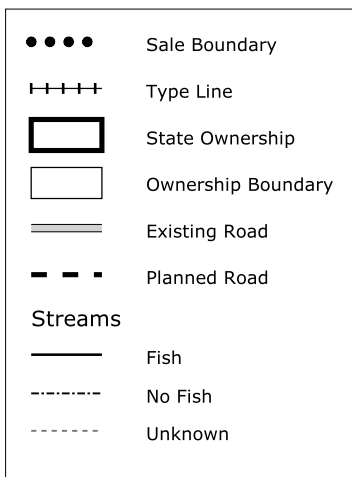 Sale Boundary
Type Line
State Ownership
Ownership Boundary
Existing Road
Planned Road
Streams
Fish
No Fish
Unknown